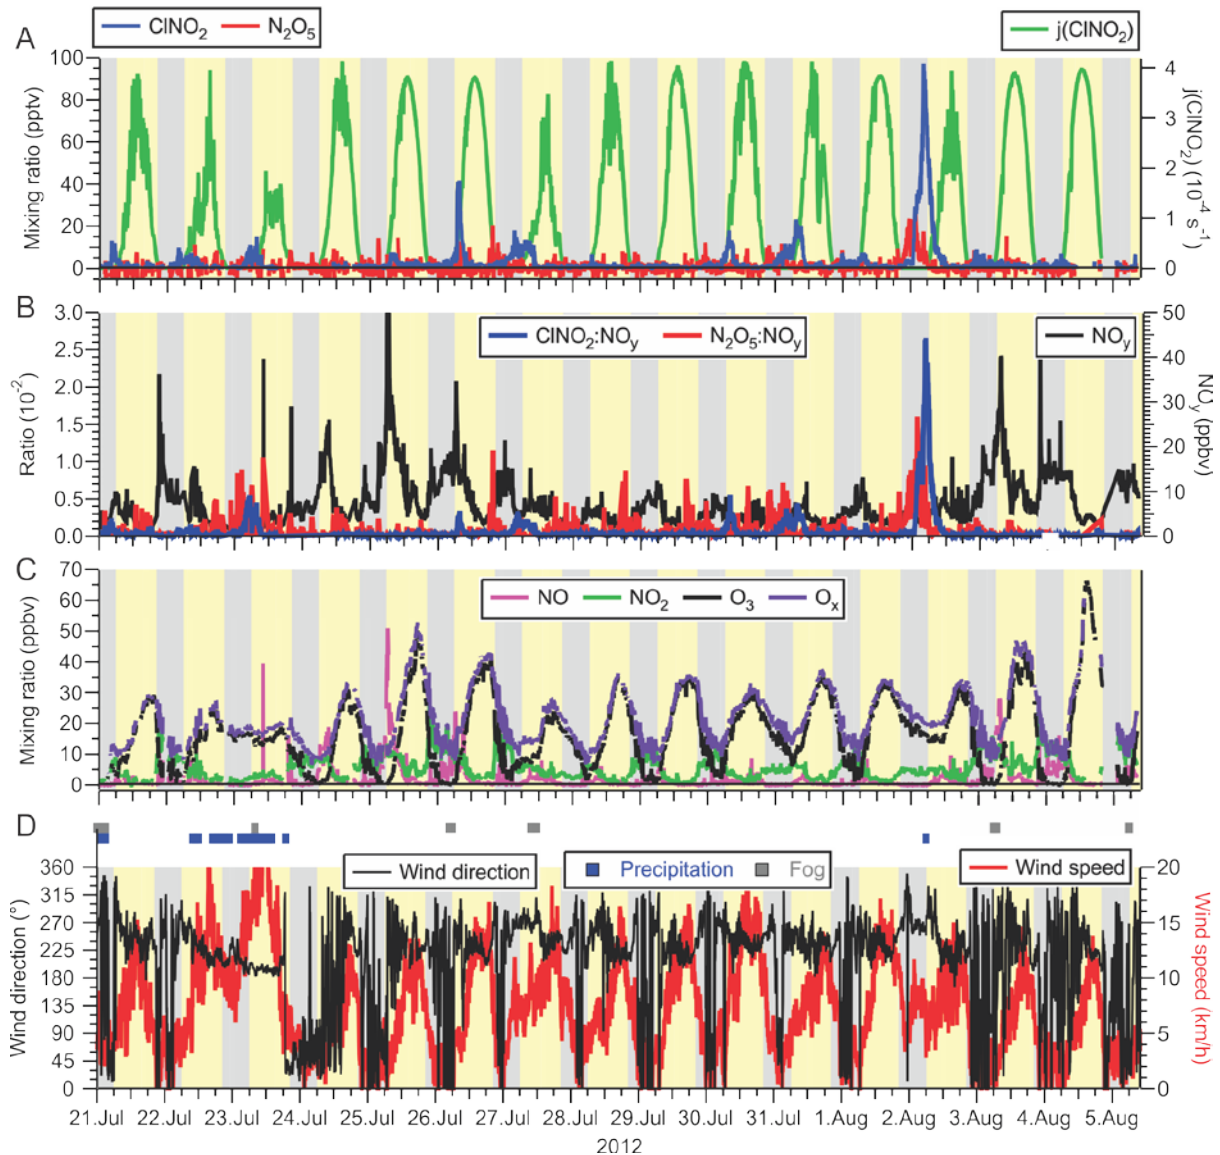 A
ClNO2 N2O5
j(ClNO2)
Mixing ratio (pptv)
100
80
60
40
20
0
4
3
2
1
0
j(ClNO2) (10-4 s-1)
B
ClNO2:NOy N2O5:NOy
NOy
Ratio (10-2)
3.0
2.5
2.0
1.5
1.0
0.5
0.0
50
40
30
20
10
0
NOy (ppbv)
C
NO NO2 O3 Ox
Mixing ratio (ppbv)
70
60
50
40
30
20
10
0
D
Wind direction
Precipitation Fog
Wind speed
Wind direction (°)
360
315
270
225
180
135
90
45
0
20
15
10
5
0
Wind speed (km/h)
21.Jul 22.Jul 23.Jul 24.Jul 25.Jul 26.Jul 27.Jul 28.Jul 29.Jul 30.Jul 31.Jul 1.Aug 2.Aug 3.Aug 4.Aug 5.Aug
2012